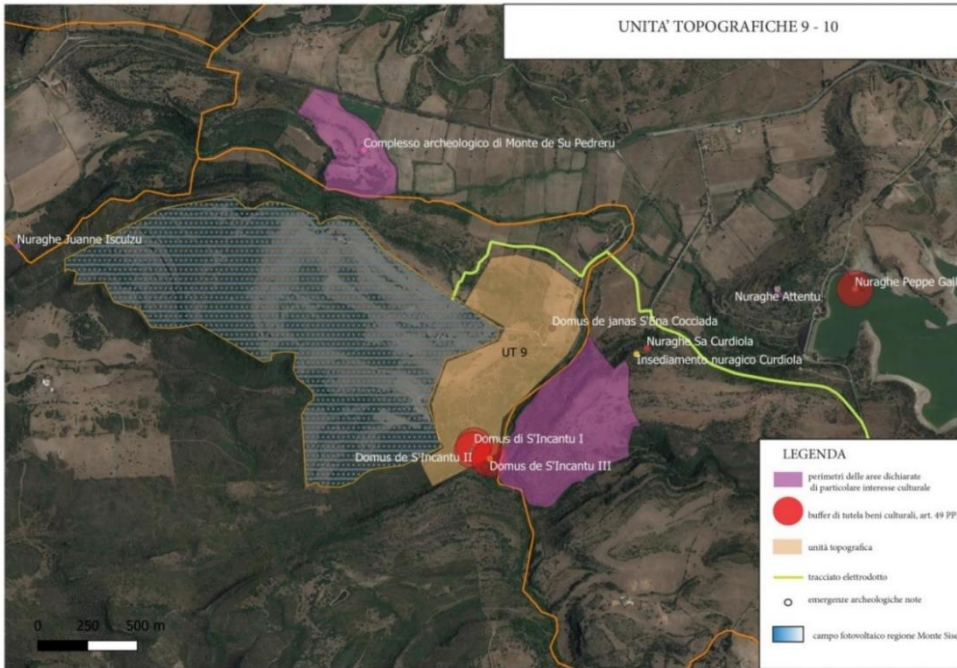 UNITA' TOPOGRAFICHE 9 - 10
Complesso archeologico di Monte de Su Pedreru
Nuraghe Juanne Isculzu
Nuraghe Peppe Gall
Nuraghe Attentu
Domus de janas S'Ena Cocciada
Nuraghe Sa Curdiola
Insediamento nuragico Curdiola
UT 9
Domus di S'Incantu I
Domus de S'Incantu II
Domus de S'Incantu III
LEGENDA
perimetri delle aree dichiarate
di particolare interesse culturale
buffer di tutela beni culturali, art. 49 PP
unità topografica
tracciato elettrodotto
emergenze archeologiche note
campo fotovoltaico regione Monte Sise
0 250 500 m